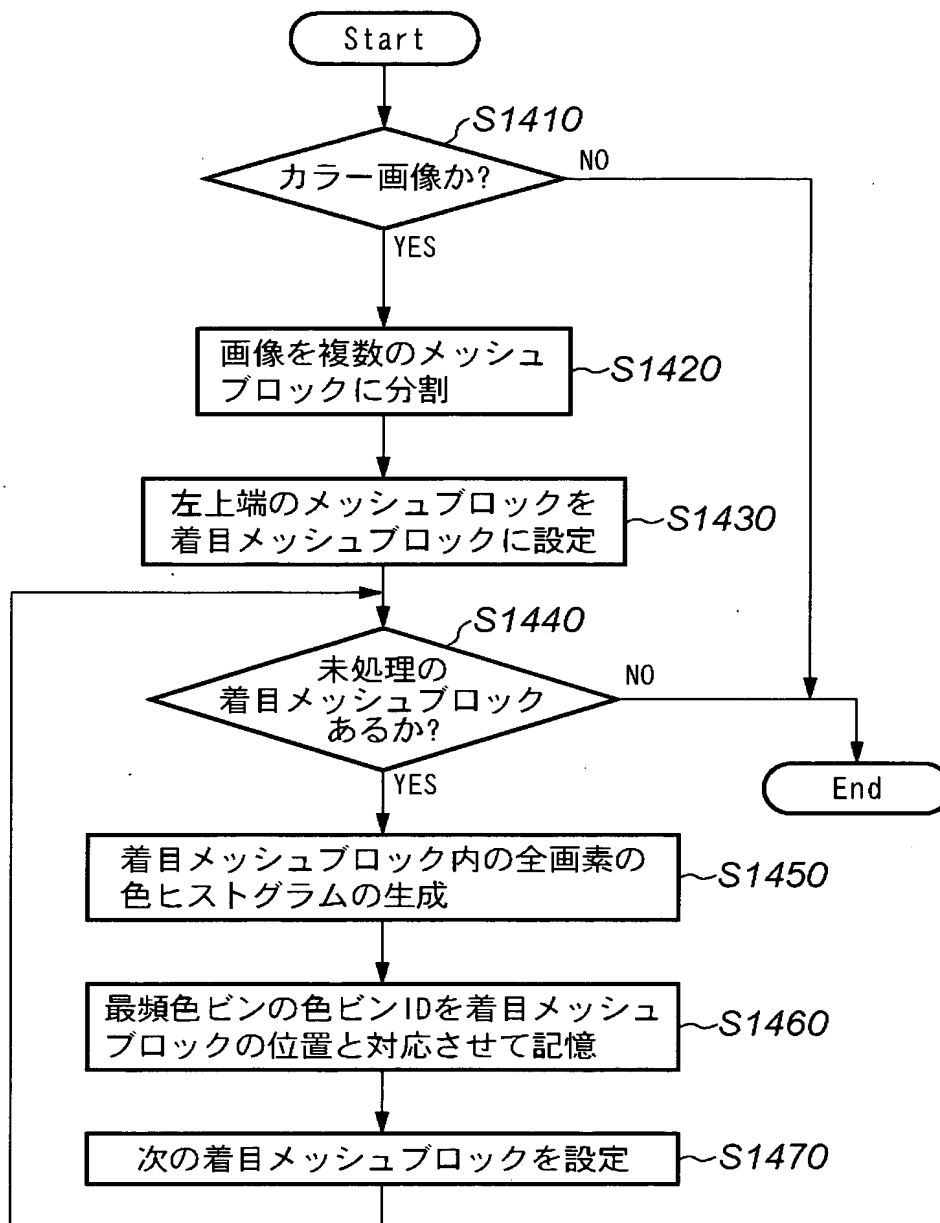 Start
S1410
カラー画像か?
NO
YES
画像を複数のメッシュ
ブロックに分割
S1420
左上端のメッシュブロックを
着目メッシュブロックに設定
S1430
S1440
未処理の
着目メッシュブロック
あるか?
NO
YES
End
着目メッシュブロック内の全画素の
色ヒストグラムの生成
S1450
最頻色ビンの色ビンIDを着目メッシュ
ブロックの位置と対応させて記憶
S1460
次の着目メッシュブロックを設定
S1470